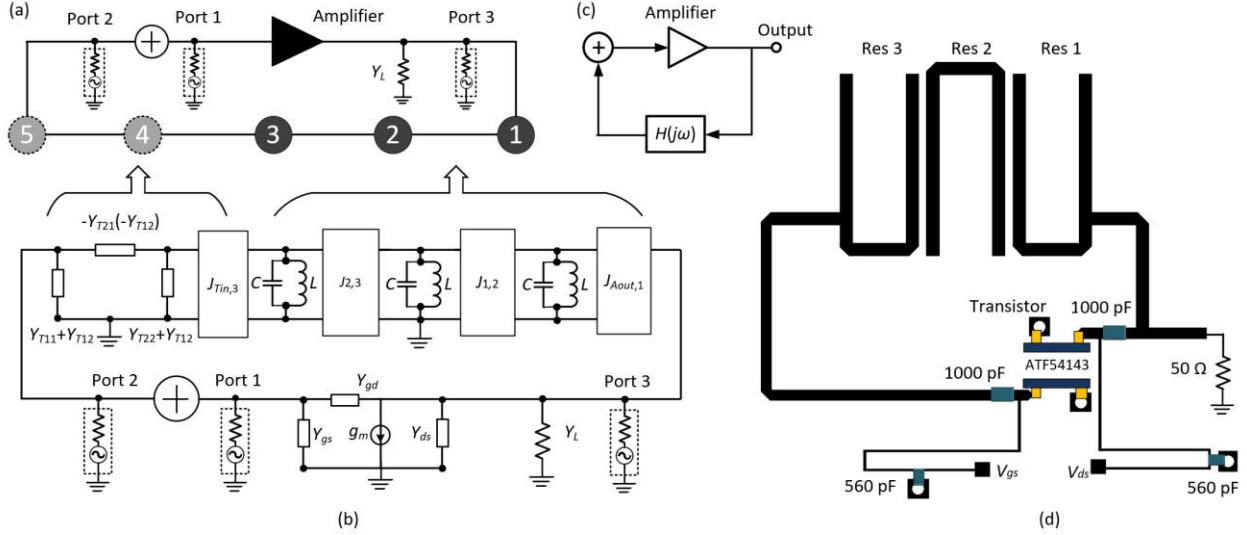 (a)
Port 2
Port 1
Amplifier
Port 3
Y_L
5
4
3
2
1
-Y_T21(-Y_T12)
J_Tin,3
C
L
J_2,3
C
L
J_1,2
C
L
J_Aout,1
Y_T11+Y_T12
Y_T22+Y_T12
Port 2
Port 1
Y_gd
Port 3
Y_gs
g_m
Y_ds
Y_L
(b)
(c)
Amplifier
Output
H(jω)
Res 3
Res 2
Res 1
Transistor
1000 pF
ATF54143
50 Ω
1000 pF
V_gs
V_ds
560 pF
560 pF
(d)